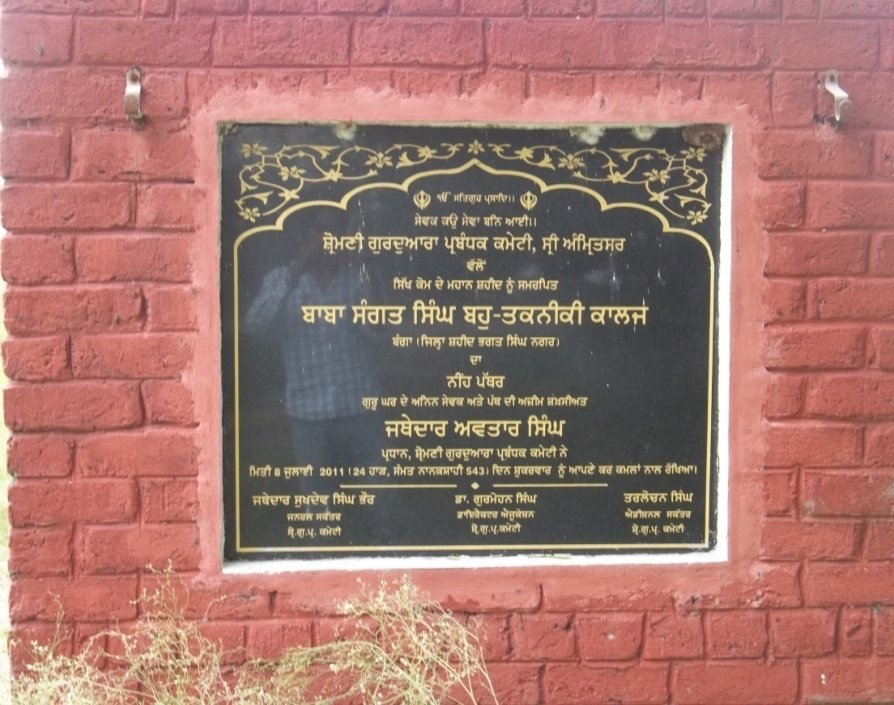 ੴ ਸਤਿਗੁਰ ਪ੍ਰਸਾਦਿ।।
ਸੇਵਕ ਕਉ ਸੇਵਾ ਬਨਿ ਆਈ।।
ਸ਼੍ਰੋਮਣੀ ਗੁਰਦੁਆਰਾ ਪ੍ਰਬੰਧਕ ਕਮੇਟੀ, ਸ੍ਰੀ ਅੰਮ੍ਰਿਤਸਰ
ਵੱਲੋਂ
ਸਿੱਖ ਕੌਮ ਦੇ ਮਹਾਨ ਸ਼ਹੀਦ ਨੂੰ ਸਮਰਪਿਤ
ਬਾਬਾ ਸੰਗਤ ਸਿੰਘ ਬਹੁ-ਤਕਨੀਕੀ ਕਾਲਜ
ਬੰਗਾ (ਜਿਲ੍ਹਾ ਸ਼ਹੀਦ ਭਗਤ ਸਿੰਘ ਨਗਰ)
ਦਾ
ਨੀਂਹ ਪੱਥਰ
ਗੁਰੂ ਘਰ ਦੇ ਅਨਿਨ ਸੇਵਕ ਅਤੇ ਪੰਥ ਦੀ ਅਜ਼ੀਮ ਸ਼ਖ਼ਸੀਅਤ
ਜਥੇਦਾਰ ਅਵਤਾਰ ਸਿੰਘ
ਪ੍ਰਧਾਨ, ਸ਼੍ਰੋਮਣੀ ਗੁਰਦੁਆਰਾ ਪ੍ਰਬੰਧਕ ਕਮੇਟੀ ਨੇ
ਮਿਤੀ 8 ਜੁਲਾਈ 2011 (24 ਹਾੜ, ਸੰਮਤ ਨਾਨਕਸ਼ਾਹੀ 543) ਦਿਨ ਸ਼ੁਕਰਵਾਰ ਨੂੰ ਆਪਣੇ ਕਰ ਕਮਲਾਂ ਨਾਲ ਰੱਖਿਆ।
ਜਥੇਦਾਰ ਸੁਖਦੇਵ ਸਿੰਘ ਭੌਰ
ਜਨਰਲ ਸਕੱਤਰ
ਸ਼੍ਰੋ.ਗੁ.ਪ੍ਰ. ਕਮੇਟੀ
ਡਾ. ਗੁਰਮੋਹਨ ਸਿੰਘ
ਡਾਇਰੈਕਟਰ ਐਜੂਕੇਸ਼ਨ
ਸ਼੍ਰੋ.ਗੁ.ਪ੍ਰ.ਕਮੇਟੀ
ਤਰਲੋਚਨ ਸਿੰਘ
ਐਡੀਸ਼ਨਲ ਸਕੱਤਰ
ਸ਼੍ਰੋ.ਗੁ.ਪ੍ਰ. ਕਮੇਟੀ